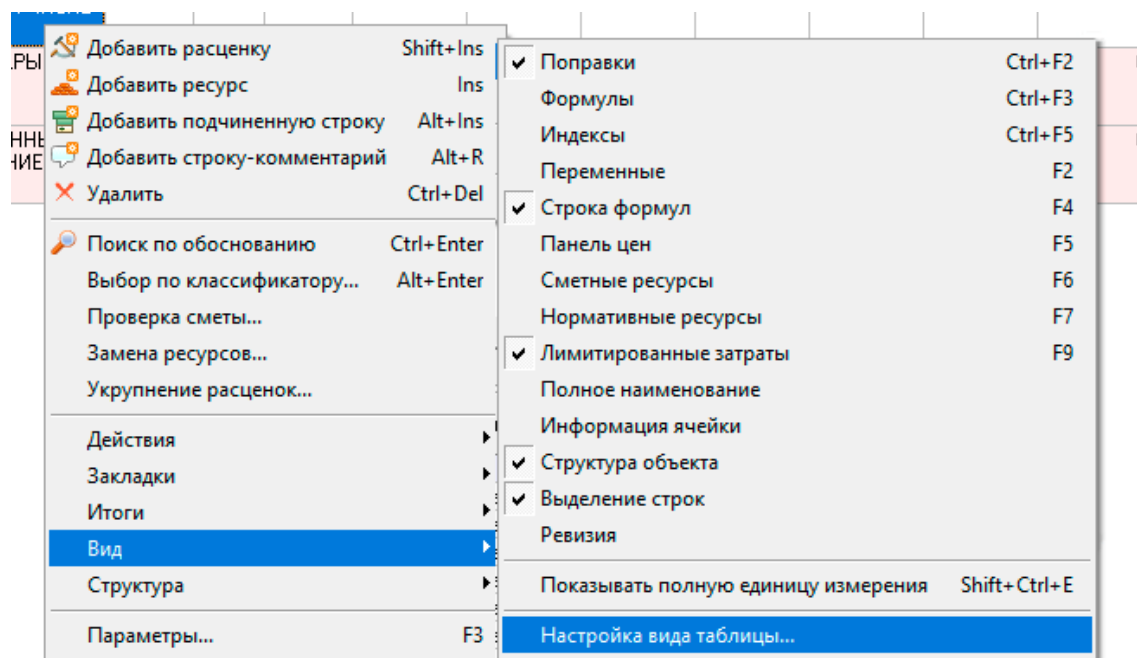 Добавить расценку Shift+Ins
Добавить ресурс Ins
Добавить подчиненную строку Alt+Ins
Добавить строку-комментарий Alt+R
Удалить Ctrl+Del
Поиск по обоснованию Ctrl+Enter
Выбор по классификатору... Alt+Enter
Проверка сметы...
Замена ресурсов...
Укрупнение расценок...
Действия
Закладки
Итоги
Вид
Структура
Параметры... F3
Поправки Ctrl+F2
Формулы Ctrl+F3
Индексы Ctrl+F5
Переменные F2
Строка формул F4
Панель цен F5
Сметные ресурсы F6
Нормативные ресурсы F7
Лимитированные затраты F9
Полное наименование
Информация ячейки
Структура объекта
Выделение строк
Ревизия
Показывать полную единицу измерения Shift+Ctrl+E
Настройка вида таблицы...